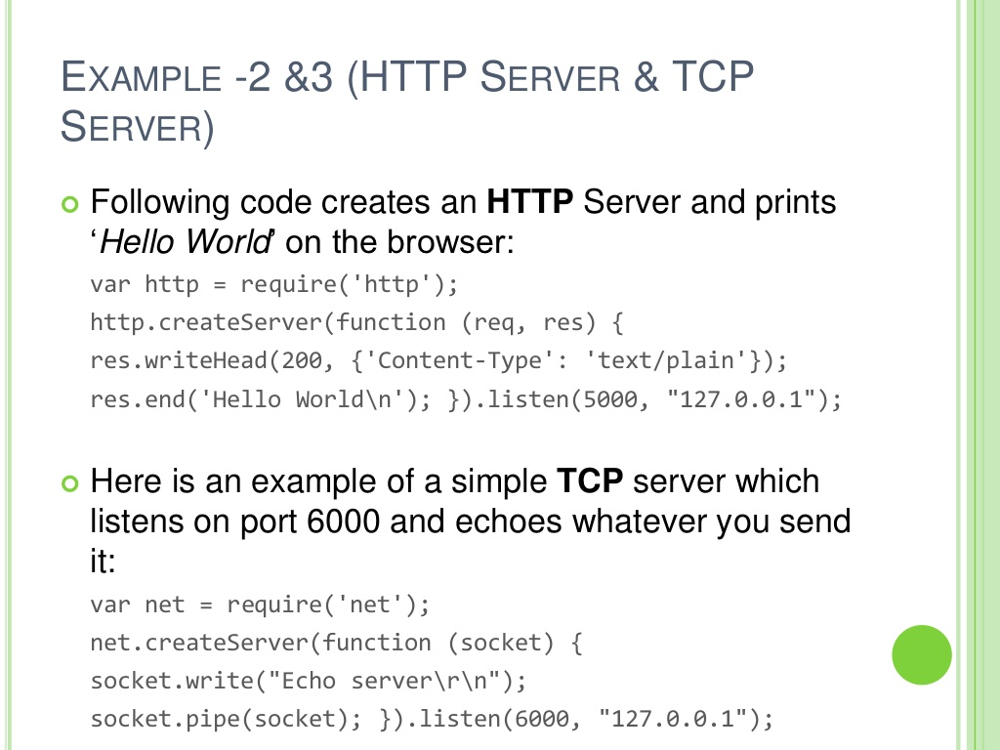 EXAMPLE -2 &3 (HTTP SERVER & TCP
SERVER)
Following code creates an HTTP Server and prints
‘Hello World’ on the browser:
var http = require('http');
http.createServer(function (req, res) {
res.writeHead(200, {'Content-Type': 'text/plain'});
res.end('Hello World\n'); }).listen(5000, "127.0.0.1");
Here is an example of a simple TCP server which
listens on port 6000 and echoes whatever you send
it:
var net = require('net');
net.createServer(function (socket) {
socket.write("Echo server\r\n");
socket.pipe(socket); }).listen(6000, "127.0.0.1");